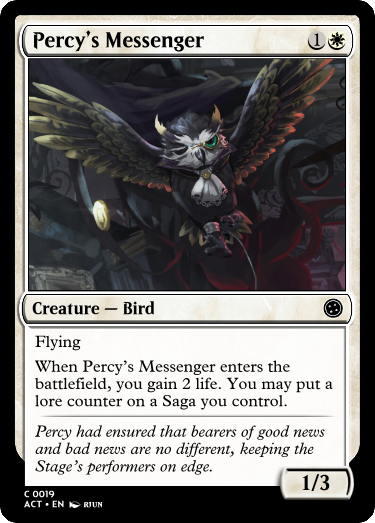 Percy's Messenger 1
Creature — Bird
Flying
When Percy's Messenger enters the
battlefield, you gain 2 life. You may put a
lore counter on a Saga you control.
Percy had ensured that bearers of good news
and bad news are no different, keeping the
Stage's performers on edge.
1/3
C 0019
ACT • EN RJUN